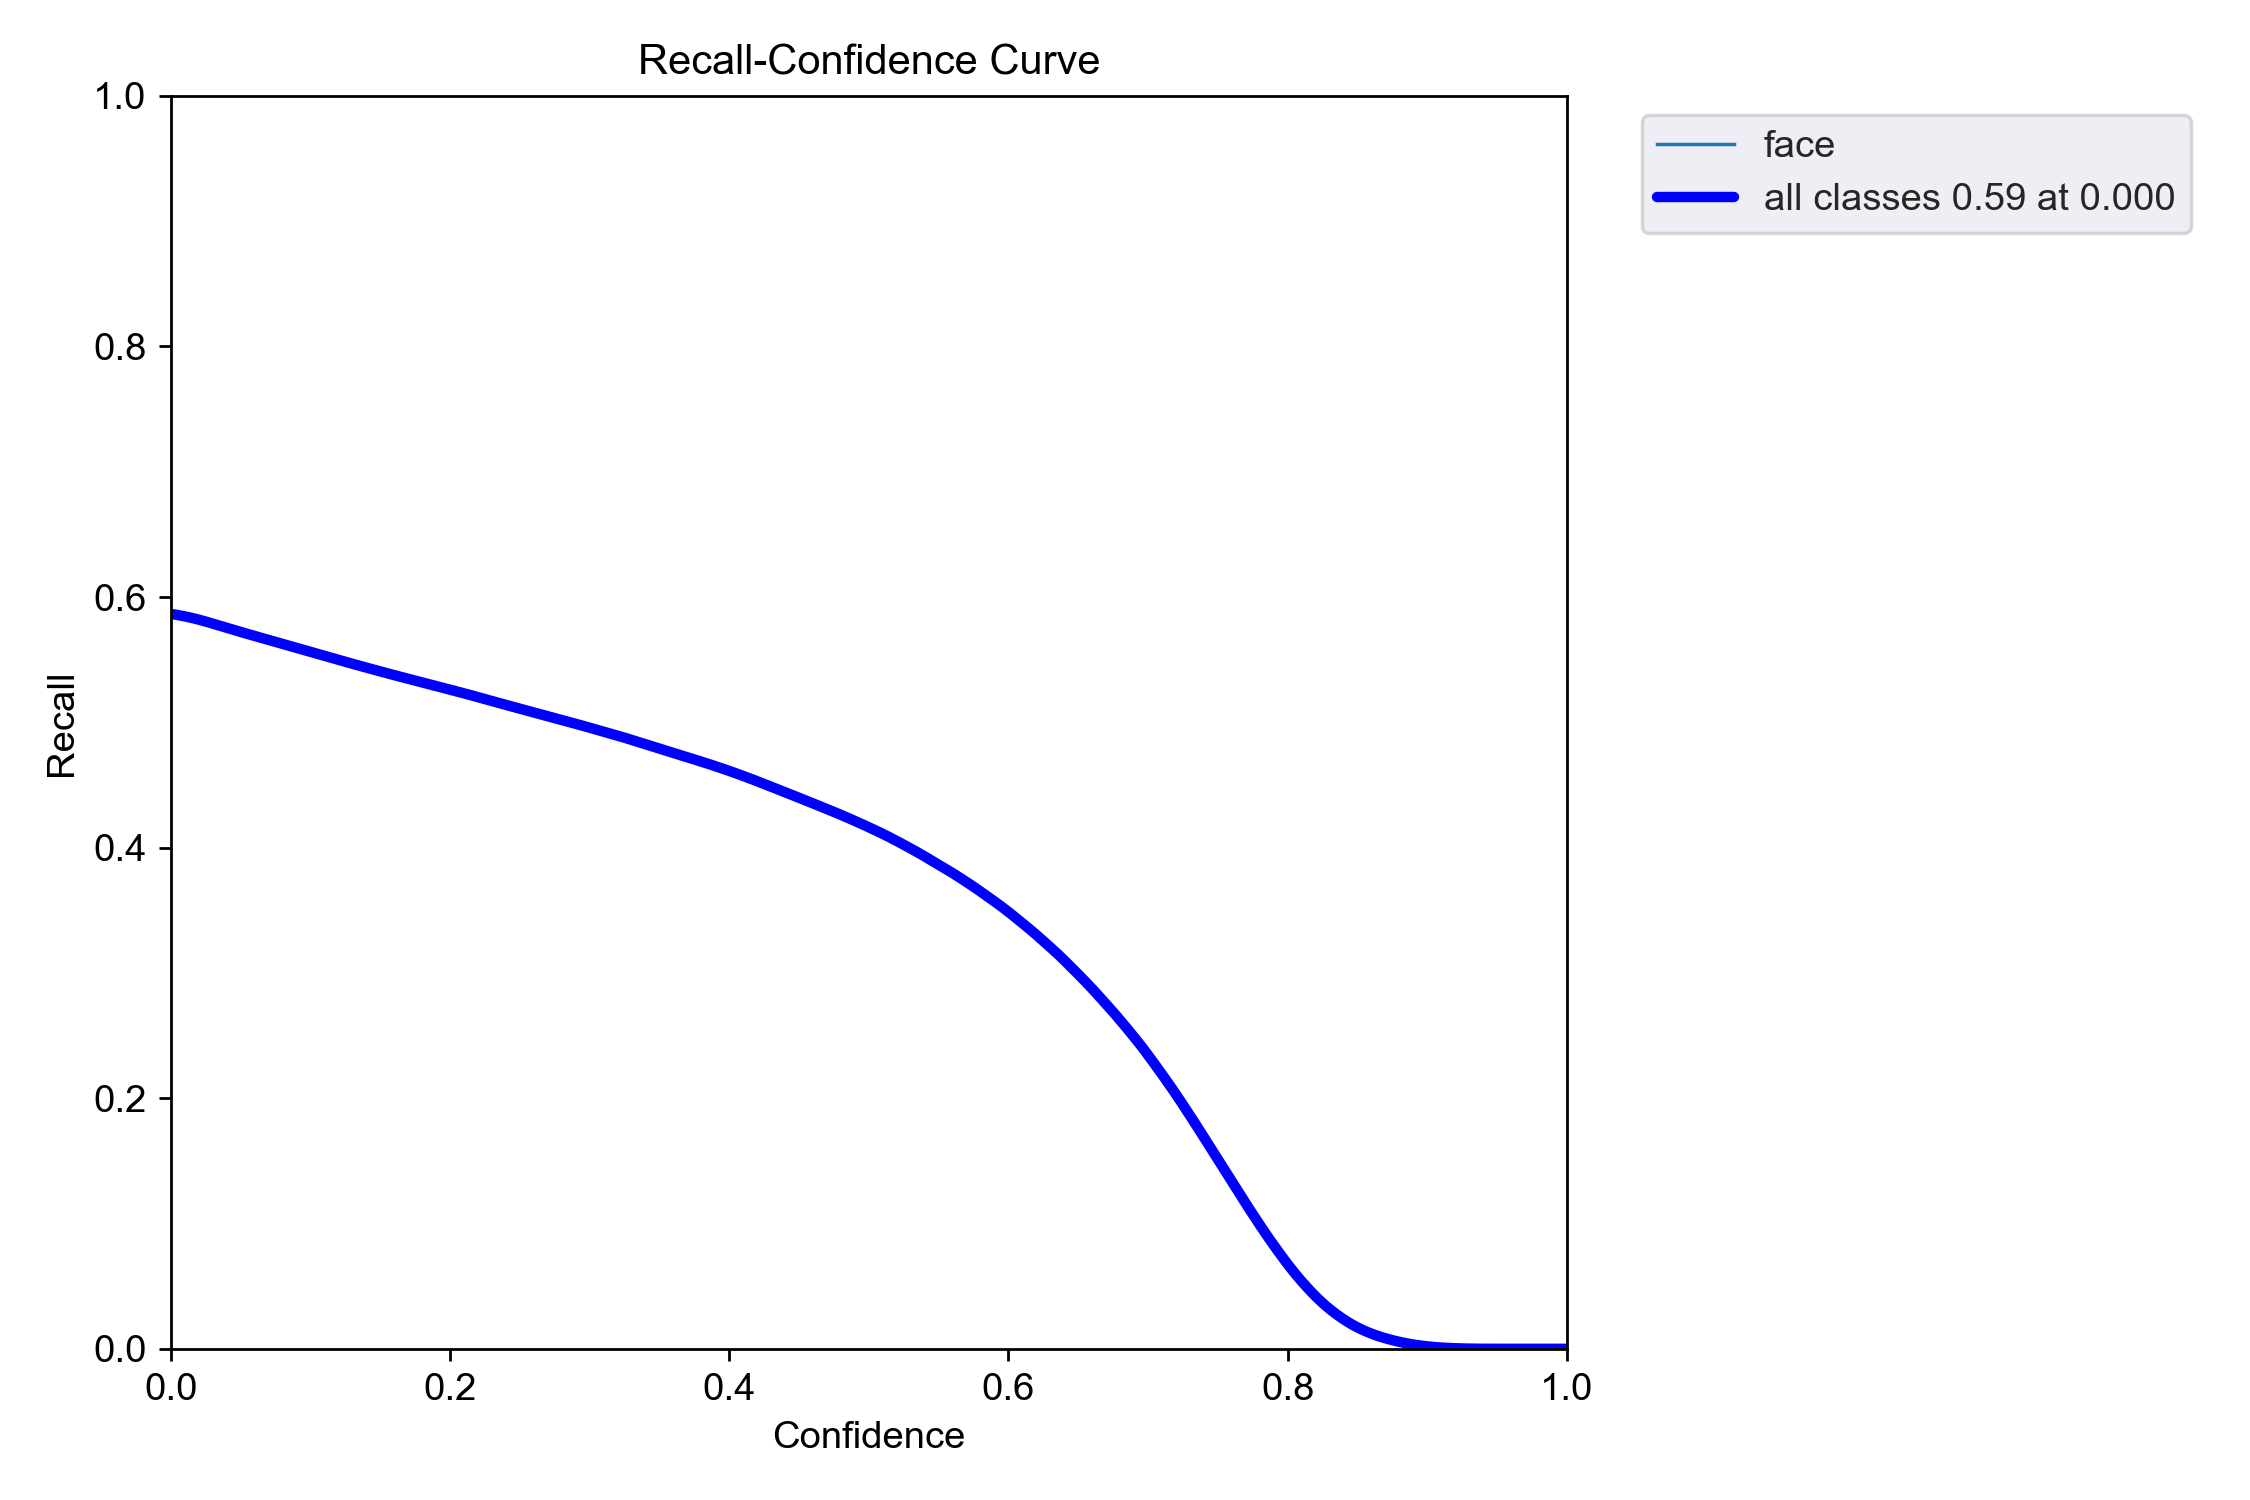 Recall-Confidence Curve
1.0
0.8
0.6
0.4
0.2
0.0
Recall
0.0 0.2 0.4 0.6 0.8 1.0
Confidence
face
all classes 0.59 at 0.000